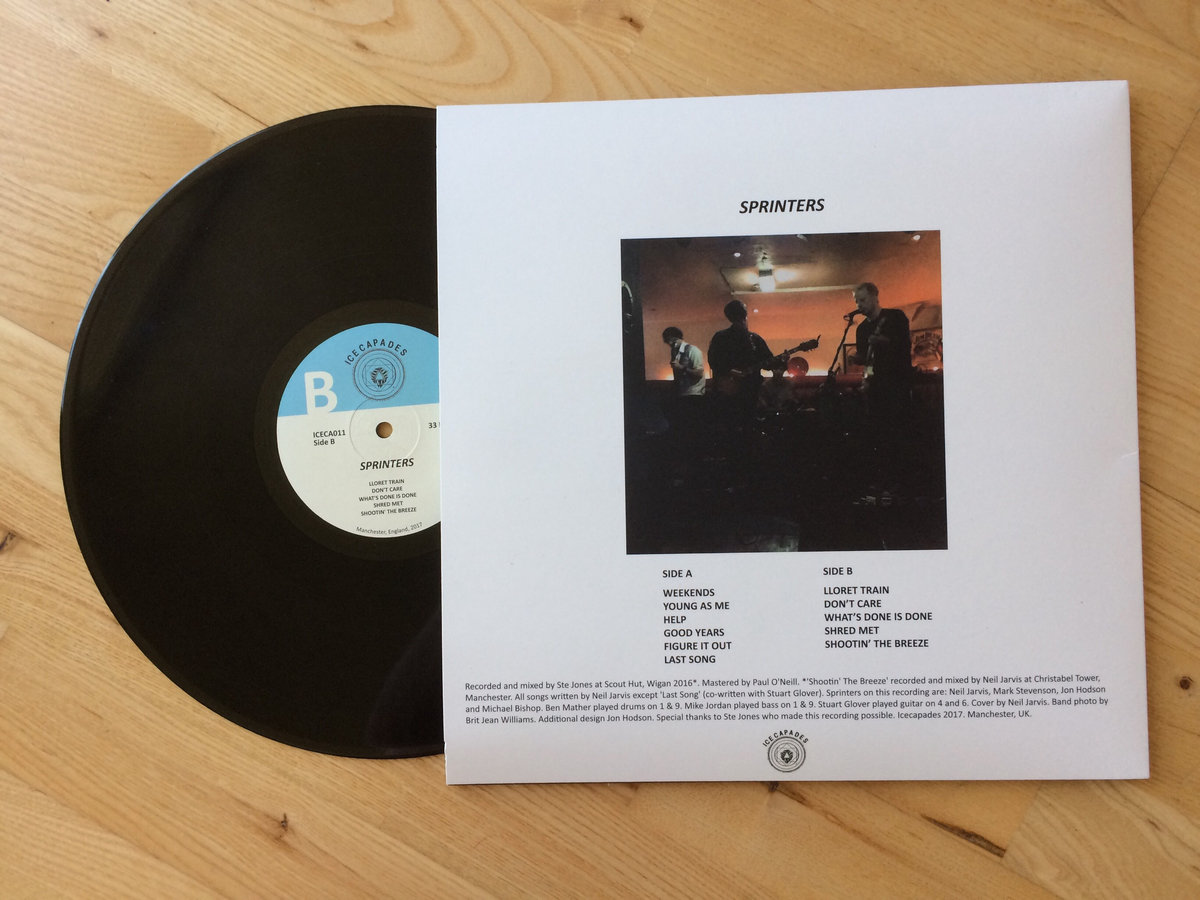 ICECAPADES
B
ICECA011
Side B
33
SPRINTERS
LLORET TRAIN
DON'T CARE
WHAT'S DONE IS DONE
SHRED MET
SHOOTIN' THE BREEZE
Manchester, England, 2017
SPRINTERS
SIDE A
WEEKENDS
YOUNG AS ME
HELP
GOOD YEARS
FIGURE IT OUT
LAST SONG
SIDE B
LLORET TRAIN
DON'T CARE
WHAT'S DONE IS DONE
SHRED MET
SHOOTIN' THE BREEZE
Recorded and mixed by Ste Jones at Scout Hut, Wigan 2016*. Mastered by Paul O'Neill. *'Shootin' The Breeze' recorded and mixed by Neil Jarvis at Christabel Tower,
Manchester. All songs written by Neil Jarvis except 'Last Song' (co-written with Stuart Glover). Sprinters on this recording are: Neil Jarvis, Mark Stevenson, Jon Hodson
and Michael Bishop. Ben Mather played drums on 1 & 9. Mike Jordan played bass on 1 & 9. Stuart Glover played guitar on 4 and 6. Cover by Neil Jarvis. Band photo by
Brit Jean Williams. Additional design Jon Hodson. Special thanks to Ste Jones who made this recording possible. Icecapades 2017. Manchester, UK.
ICECAPADES